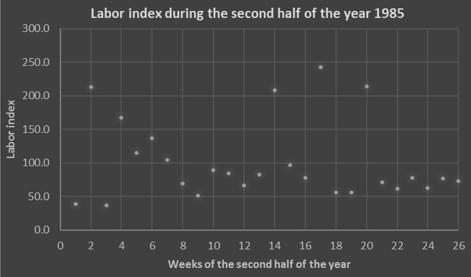 Labor index during the second half of the year 1985
300.0
250.0
200.0
150.0
100.0
50.0
0.0
Labor index
0 2 4 6 8 10 12 14 16 18 20 22 24 26
Weeks of the second half of the year